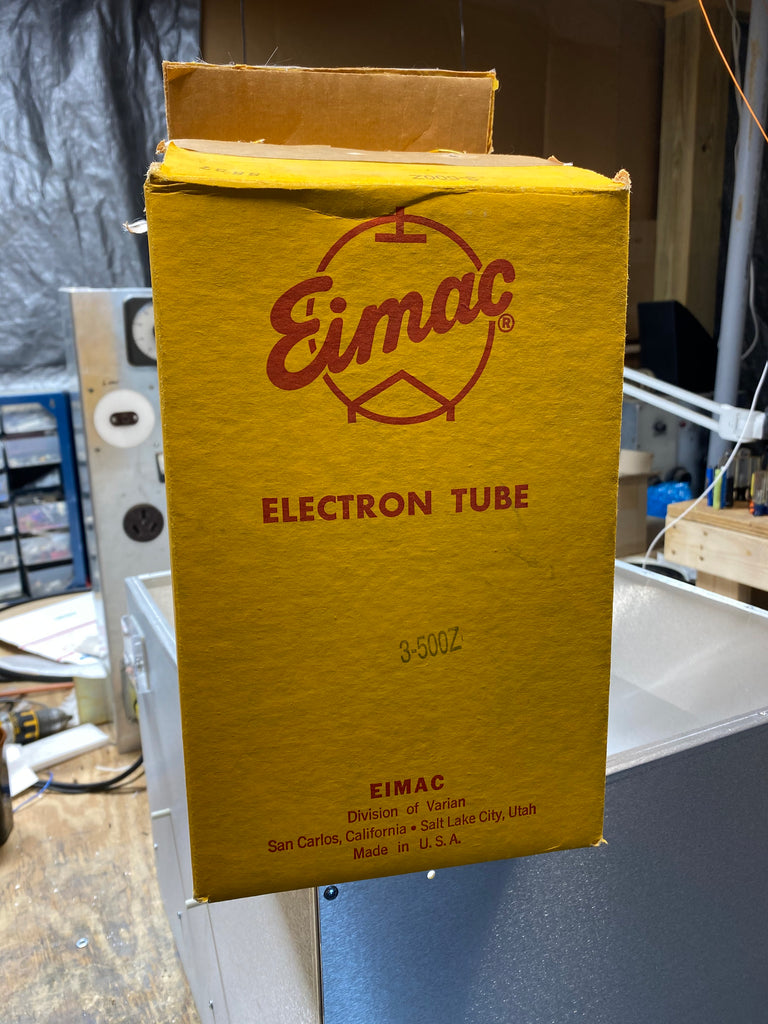 Eimac®
ELECTRON TUBE
3-500Z
EIMAC
Division of Varian
San Carlos, California • Salt Lake City, Utah
Made in U.S.A.